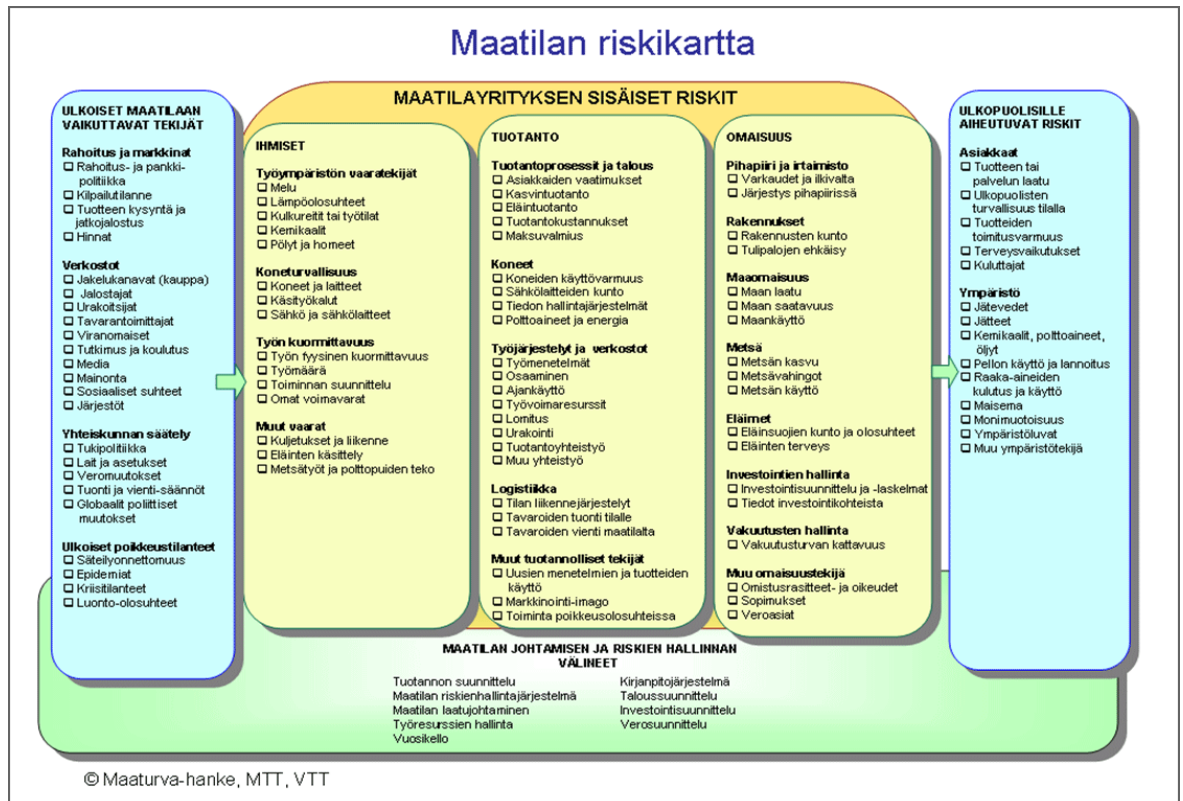 Maatilan riskikartta
ULKOISET MAATILAAN
VAIKUTTAVAT TEKIJÄT
Rahoitus ja markkinat
❑ Rahoitus- ja pankki-
politiikka
❑ Kilpailutilanne
❑ Tuotteen kysyntä ja
jatkojalostus
❑ Hinnat
Verkostot
❑ Jakelukanavat (kauppa)
❑ Jalostajat
❑ Urakoitsijat
❑ Tavarantoimittajat
❑ Viranomaiset
❑ Tutkimus ja koulutus
❑ Media
❑ Mainonta
❑ Sosiaaliset suhteet
❑ Järjestöt
Yhteiskunnan säätely
❑ Tukipolitiikka
❑ Lait ja asetukset
❑ Veromuutokset
❑ Tuonti ja vienti-säännöt
❑ Globaalit poliittiset
muutokset
Ulkoiset poikkeustilanteet
❑ Säteilyonnettomuus
❑ Epidemiat
❑ Kriisitilanteet
❑ Luonto-olosuhteet
MAATILAYRITYKSEN SISÄISET RISKIT
IHMISET
Työympäristön vaaratekijät
❑ Melu
❑ Lämpöolosuhteet
❑ Kulkureitit tai työtilat
❑ Kemikaalit
❑ Pölyt ja homeet
Koneturvallisuus
❑ Koneet ja laitteet
❑ Käsityökalut
❑ Sähkö ja sähkölaitteet
Työn kuormittavuus
❑ Työn fyysinen kuormittavuus
❑ Työmäärä
❑ Toiminnan suunnittelu
❑ Omat voimavarat
Muut vaarat
❑ Kuljetukset ja liikenne
❑ Eläinten käsittely
❑ Metsätyöt ja polttopuiden teko
TUOTANTO
Tuotantoprosessit ja talous
❑ Asiakkaiden vaatimukset
❑ Kasvintuotanto
❑ Eläintuotanto
❑ Tuotantokustannukset
❑ Maksuvalmius
Koneet
❑ Koneiden käyttövarmuus
❑ Sähkölaitteiden kunto
❑ Tiedon hallintajärjestelmät
❑ Polttoaineet ja energia
Työjärjestelyt ja verkostot
❑ Työmenetelmät
❑ Osaaminen
❑ Ajankäyttö
❑ Työvoimaresurssit
❑ Lomitus
❑ Urakointi
❑ Tuotantoyhteistyö
❑ Muu yhteistyö
Logistiikka
❑ Tilan liikennejärjestelyt
❑ Tavaroiden tuonti tilalle
❑ Tavaroiden vienti maatilalta
Muut tuotannolliset tekijät
❑ Uusien menetelmien ja tuotteiden
käyttö
❑ Markkinointi-imago
❑ Toiminta poikkeusolosuhteissa
OMAISUUS
Pihapiiri ja irtaimisto
❑ Varkaudet ja ilkivalta
❑ Järjestys pihapiirissä
Rakennukset
❑ Rakennusten kunto
❑ Tulipalojen ehkäisy
Maaomaisuus
❑ Maan laatu
❑ Maan saatavuus
❑ Maankäyttö
Metsä
❑ Metsän kasvu
❑ Metsävahingot
❑ Metsän käyttö
Eläimet
❑ Eläinsuojien kunto ja olosuhteet
❑ Eläinten terveys
Investointien hallinta
❑ Investointisuunnittelu ja -laskelmat
❑ Tiedot investointikohteista
Vakuutusten hallinta
❑ Vakuutusturvan kattavuus
Muu omaisuustekijä
❑ Omistusrasitteet- ja oikeudet
❑ Sopimukset
❑ Veroasiat
ULKOPUOLISILLE
AIHEUTUVAT RISKIT
Asiakkaat
❑ Tuotteen tai
palvelun laatu
❑ Ulkopuolisten
turvallisuus tilalla
❑ Tuotteiden
toimitusvarmuus
❑ Terveysvaikutukset
❑ Kuluttajat
Ympäristö
❑ Jätevedet
❑ Jätteet
❑ Kemikaalit, polttoaineet,
öljyt
❑ Pellon käyttö ja lannoitus
❑ Raaka-aineiden
kulutus ja käyttö
❑ Maisema
❑ Monimuotoisuus
❑ Ympäristöluvat
❑ Muu ympäristötekijä
MAATILAN JOHTAMISEN JA RISKIEN HALLINNAN
VÄLINEET
Tuotannon suunnittelu
Maatilan riskienhallintajärjestelmä
Maatilan laatujohtaminen
Työresurssien hallinta
Vuosikello
Kirjanpitojärjestelmä
Taloussuunnittelu
Investointisuunnittelu
Verosuunnittelu
© Maaturva-hanke, MTT, VTT